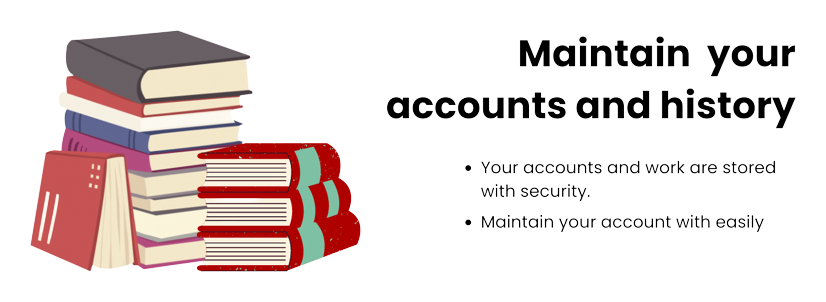 Maintain your
accounts and history
• Your accounts and work are stored
with security.
• Maintain your account with easily